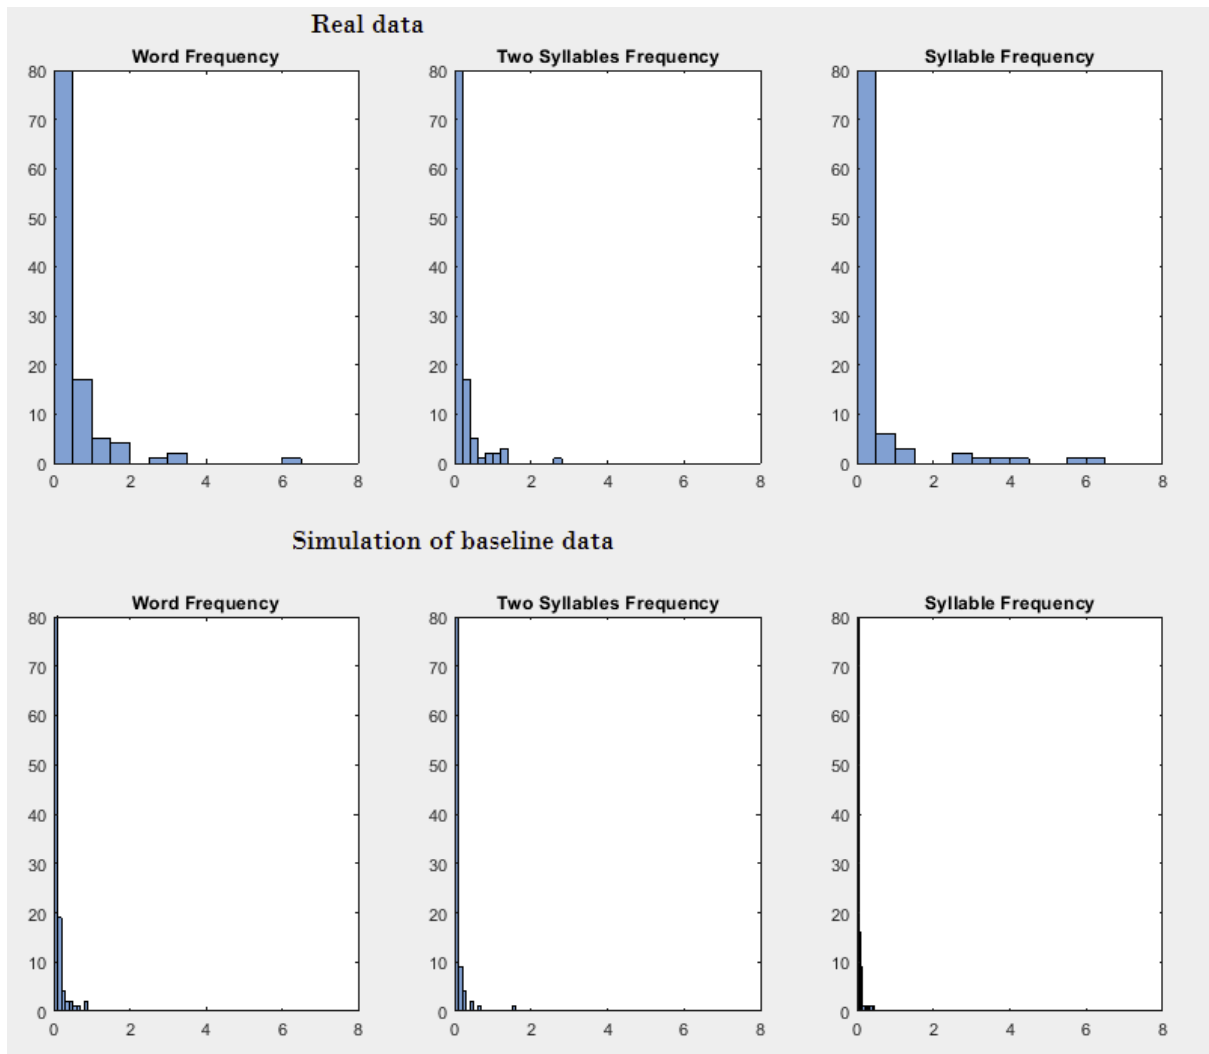 Real data
Word Frequency
Two Syllables Frequency
Syllable Frequency
80 80 80
70 70 70
60 60 60
50 50 50
40 40 40
30 30 30
20 20 20
10 10 10
0 0 0
0 2 4 6 8 0 2 4 6 8 0 2 4 6 8
Simulation of baseline data
Word Frequency
Two Syllables Frequency
Syllable Frequency
80 80 80
70 70 70
60 60 60
50 50 50
40 40 40
30 30 30
20 20 20
10 10 10
0 0 0
0 2 4 6 8 0 2 4 6 8 0 2 4 6 8